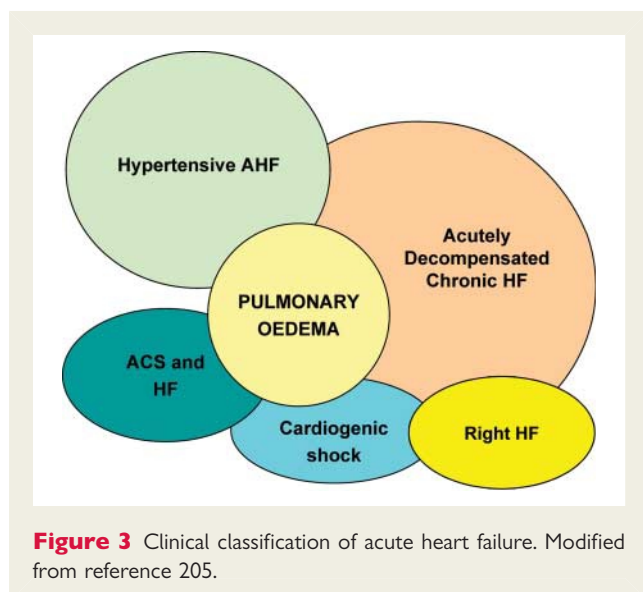 Hypertensive AHF
Acutely
Decompensated
Chronic HF
PULMONARY
OEDEMA
ACS and
HF
Cardiogenic
shock
Right HF
Figure 3 Clinical classification of acute heart failure. Modified
from reference 205.